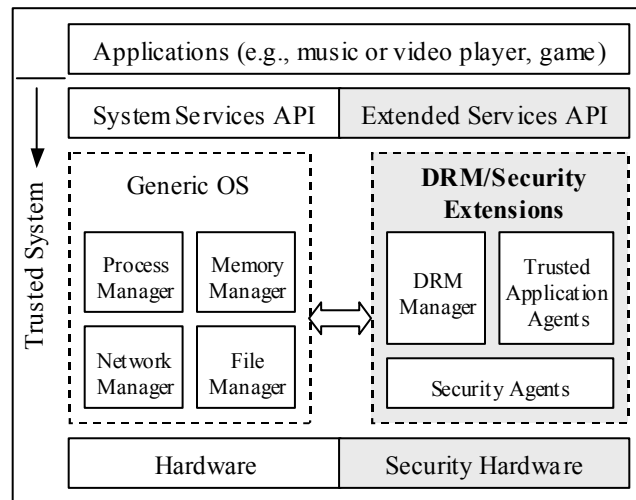 Applications (e.g., music or video player, game)
System Services API
Extended Services API
Trusted System
Generic OS
Process
Manager
Memory
Manager
Network
Manager
File
Manager
DRM/Security
Extensions
DRM
Manager
Trusted
Application
Agents
Security Agents
Hardware
Security Hardware